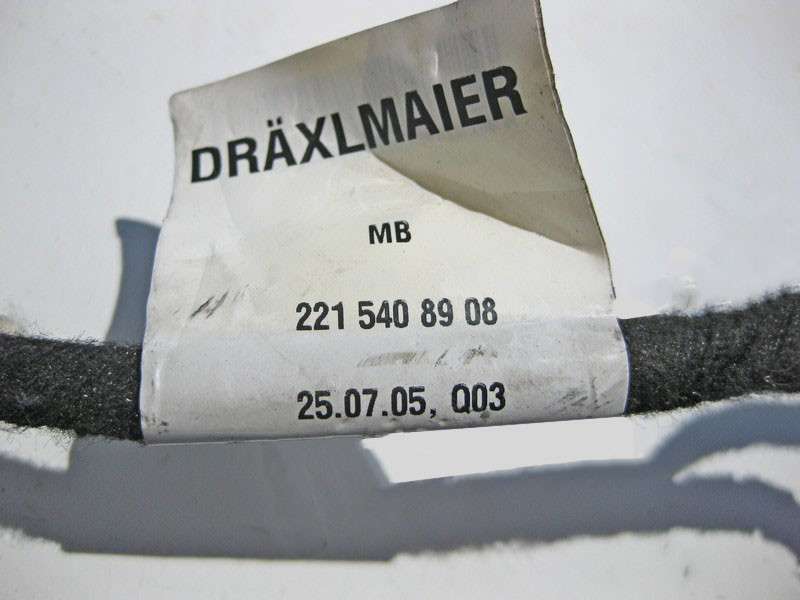 DRÄXLMAIER
MB
221 540 89 08
25.07.05, Q03